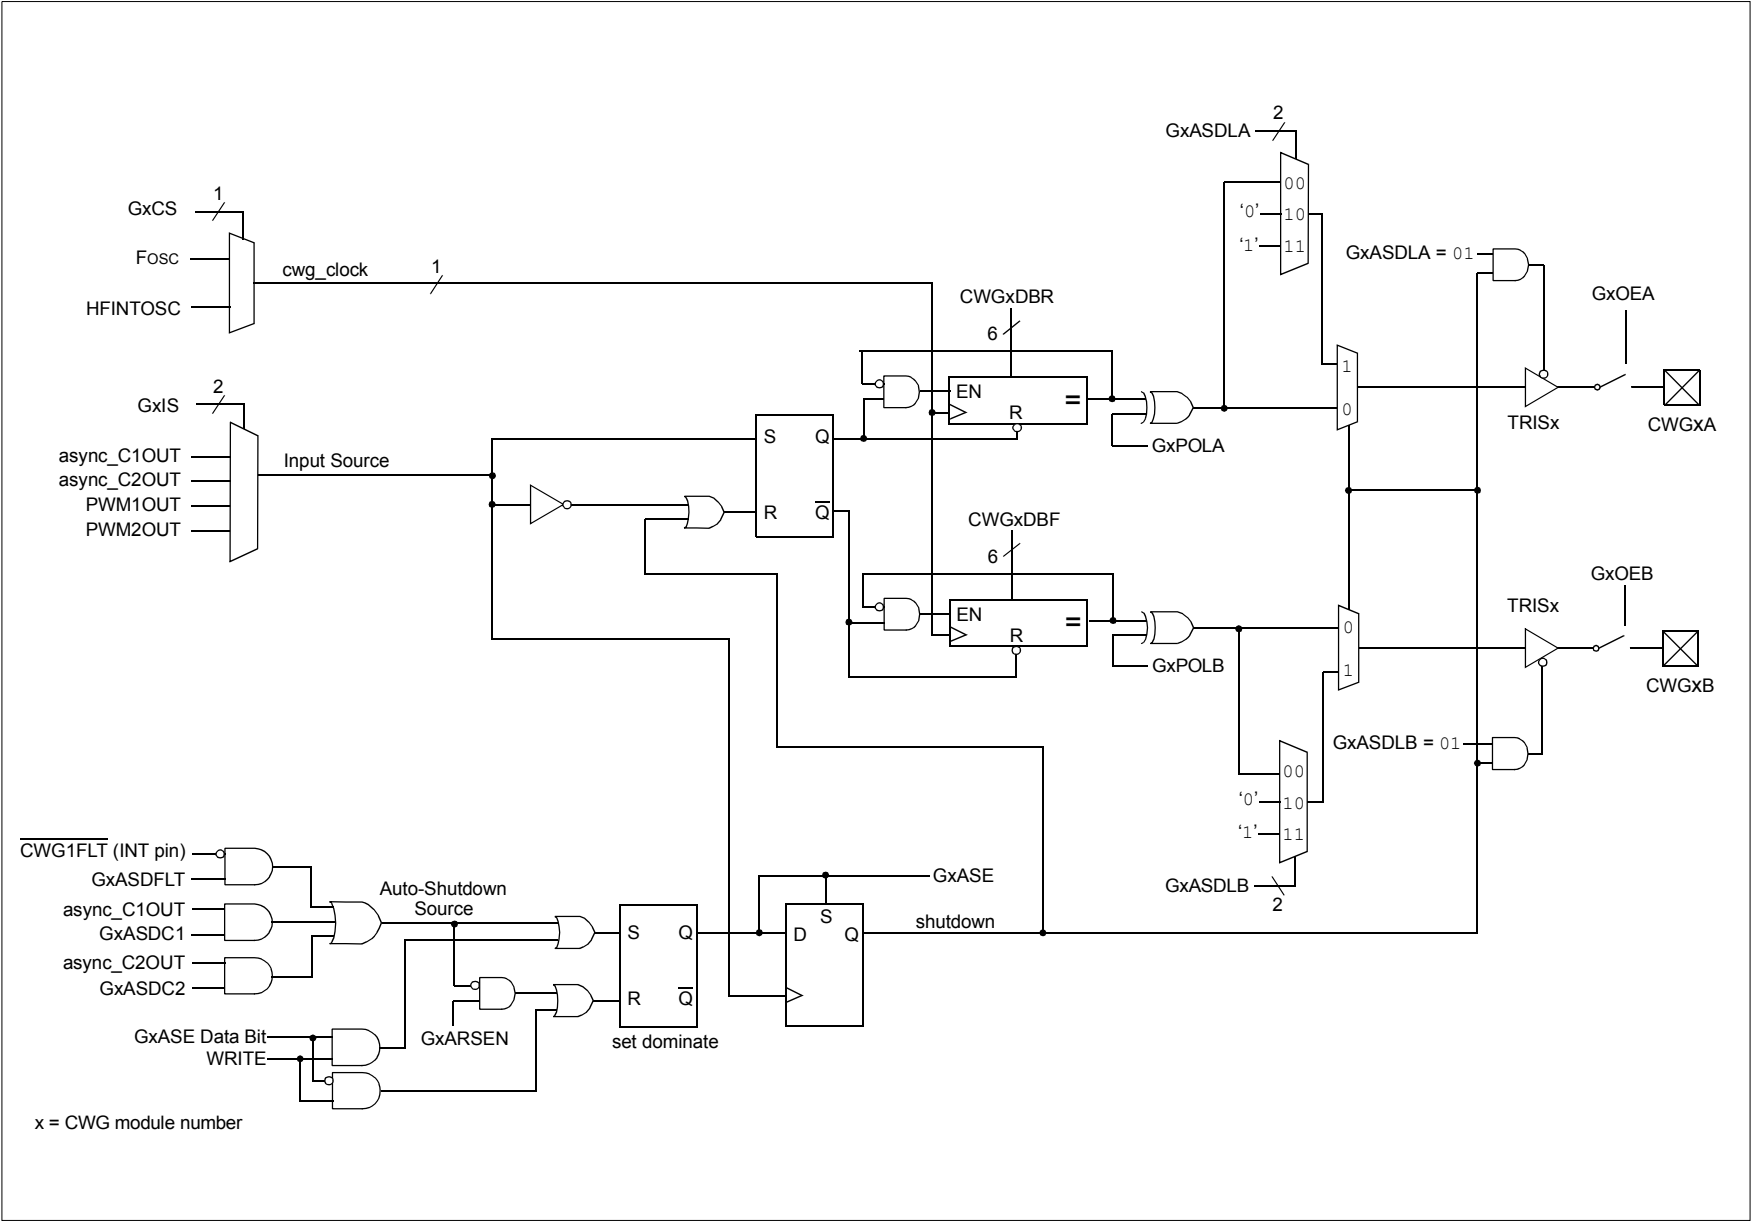 GxCS
1
FOSC
HFINTOSC
cwg_clock
1
GxIS
2
async_C1OUT
async_C2OUT
PWM1OUT
PWM2OUT
Input Source
S
Q
R
Q
CWGxDBR
6
EN
R
=
GxPOLA
CWGxDBF
6
EN
R
=
GxPOLB
GxASDLA
2
00
‘0’
10
‘1’
11
1
0
GxASDLA = 01
GxOEA
TRISx
CWGxA
GxOEB
TRISx
CWGxB
0
1
GxASDLB = 01
00
‘0’
10
‘1’
11
GxASDLB
2
CWG1FLT (INT pin)
GxASDFLT
async_C1OUT
GxASDC1
async_C2OUT
GxASDC2
Auto-Shutdown
Source
GxARSEN
GxASE Data Bit
WRITE
S
Q
R
Q
set dominate
GxASE
S
D
Q
shutdown
x = CWG module number